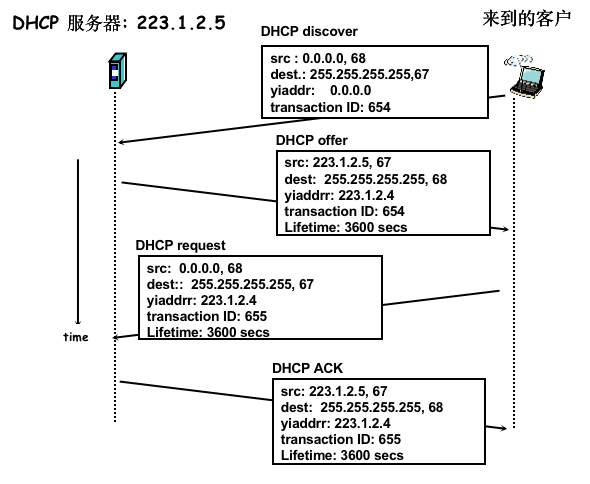 DHCP 服务器: 223.1.2.5
来到的客户
DHCP discover
src : 0.0.0.0, 68
dest.: 255.255.255.255,67
yiaddr: 0.0.0.0
transaction ID: 654
DHCP offer
src: 223.1.2.5, 67
dest: 255.255.255.255, 68
yiaddrr: 223.1.2.4
transaction ID: 654
Lifetime: 3600 secs
DHCP request
src: 0.0.0.0, 68
dest:: 255.255.255.255, 67
yiaddrr: 223.1.2.4
transaction ID: 655
Lifetime: 3600 secs
time
DHCP ACK
src: 223.1.2.5, 67
dest: 255.255.255.255, 68
yiaddrr: 223.1.2.4
transaction ID: 655
Lifetime: 3600 secs